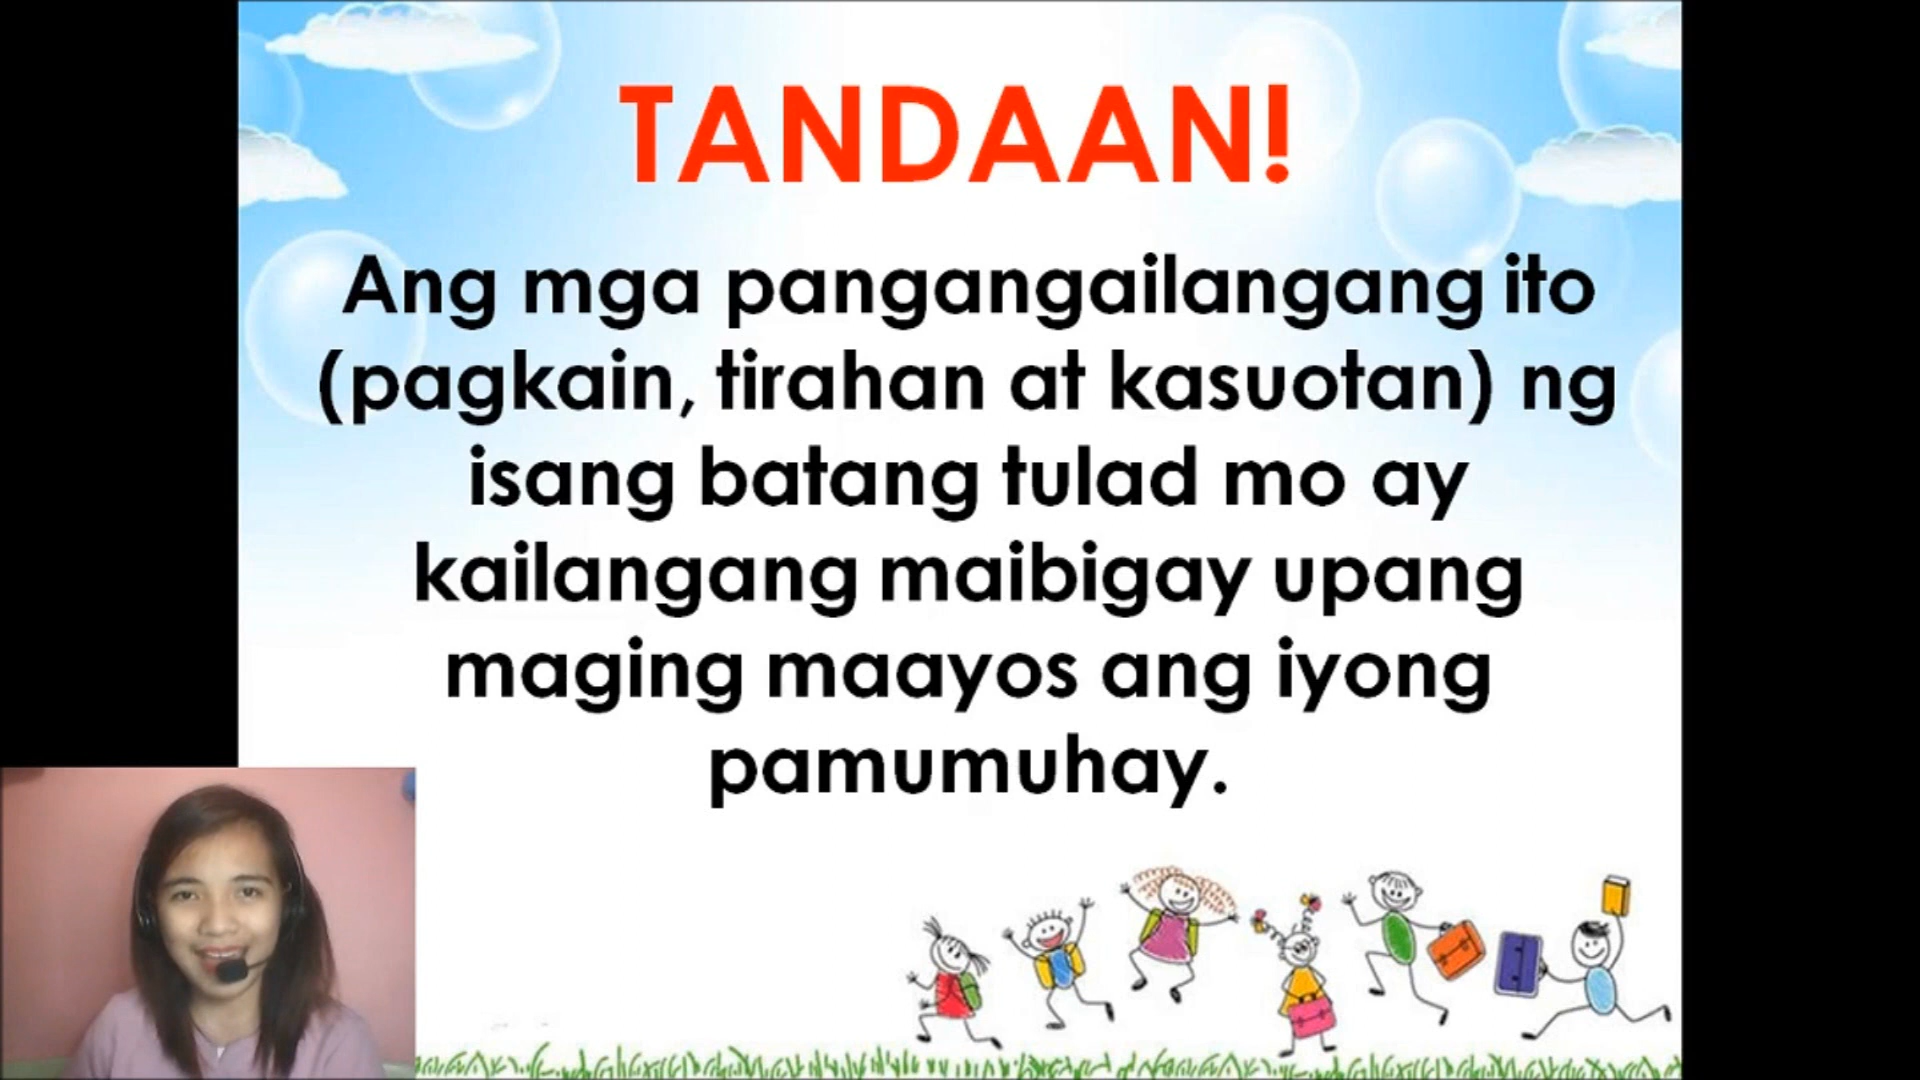 TANDAAN!
Ang mga pangangailangang ito
(pagkain, tirahan at kasuotan) ng
isang batang tulad mo ay
kailangang maibigay upang
maging maayos ang iyong
pamumuhay.